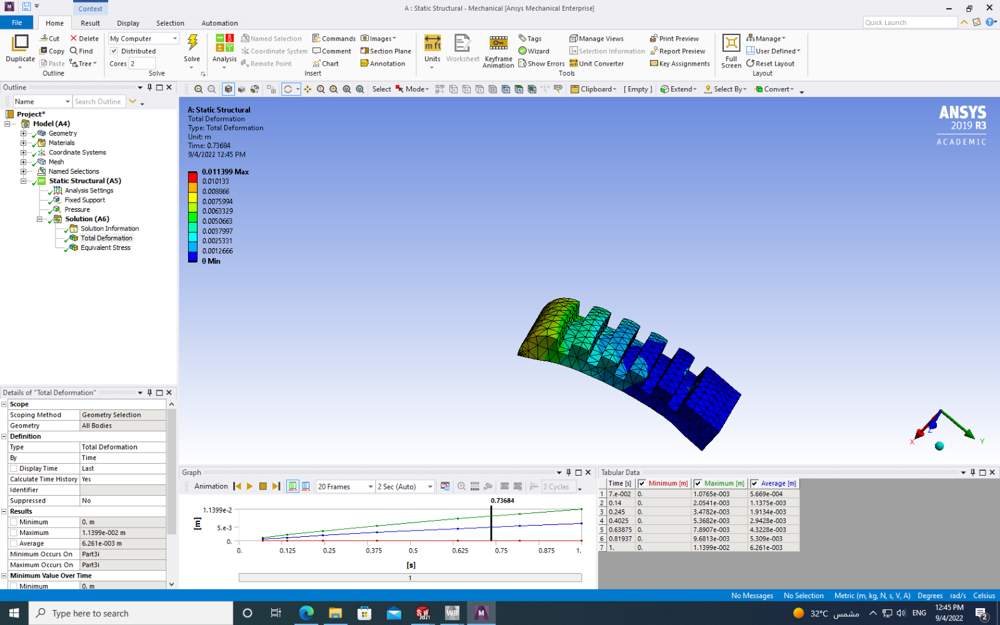 A : Static Structural - Mechanical [Ansys Mechanical Enterprise]
Context
File
Home
Result
Display
Selection
Automation
Quick Launch
Duplicate
Cut
Copy
Paste
Delete
Find
Tree
Outline
My Computer
Distributed
Cores 2
Solve
Solve
Analysis
Named Selection
Coordinate System
Remote Point
Commands
Comment
Chart
Images
Section Plane
Annotation
Insert
Units
Worksheet
Keyframe
Animation
Tags
Wizard
Show Errors
Manage Views
Selection Information
Unit Converter
Print Preview
Report Preview
Key Assignments
Tools
Full
Screen
Manage
User Defined
Reset Layout
Layout
Outline
Name
Search Outline
Select
Mode
Clipboard
[ Empty ]
Extend
Select By
Convert
Project*
Model (A4)
Geometry
Materials
Coordinate Systems
Mesh
Named Selections
Static Structural (A5)
Analysis Settings
Fixed Support
Pressure
Solution (A6)
Solution Information
Total Deformation
Equivalent Stress
A: Static Structural
Total Deformation
Type: Total Deformation
Unit: m
Time: 0.73684
9/4/2022 12:45 PM
0.011399 Max
0.010133
0.008866
0.0075994
0.0063329
0.0050663
0.0037997
0.0025331
0.0012666
0 Min
ANSYS
2019 R3
ACADEMIC
X
Y
Z
Details of "Total Deformation"
Scope
Scoping Method Geometry Selection
Geometry All Bodies
Definition
Type Total Deformation
By Time
Display Time Last
Calculate Time History Yes
Identifier
Suppressed No
Results
Minimum 0. m
Maximum 1.1399e-002 m
Average 6.261e-003 m
Minimum Occurs On Part3i
Maximum Occurs On Part3i
Minimum Value Over Time
Minimum 0. m
Graph
Animation
20 Frames
2 Sec (Auto)
3 Cycles
0.73684
1.1399e-2
5.e-3
0.
[m]
0. 0.125 0.25 0.375 0.5 0.625 0.75 0.875 1.
[s]
1
Tabular Data
Time [s] Minimum [m] Maximum [m] Average [m]
1 7.e-002 0. 1.0765e-003 5.669e-004
2 0.14 0. 2.0541e-003 1.1375e-003
3 0.245 0. 3.4782e-003 1.9134e-003
4 0.4025 0. 5.3682e-003 2.9428e-003
5 0.63875 0. 7.8907e-003 4.3228e-003
6 0.81937 0. 9.6813e-003 5.309e-003
7 1. 0. 1.1399e-002 6.261e-003
No Messages
No Selection
Metric (m, kg, N, s, V, A)
Degrees
rad/s
Celsius
Type here to search
SW
2021
WB
M
32°C مشمس
ENG
12:45 PM
9/4/2022
2